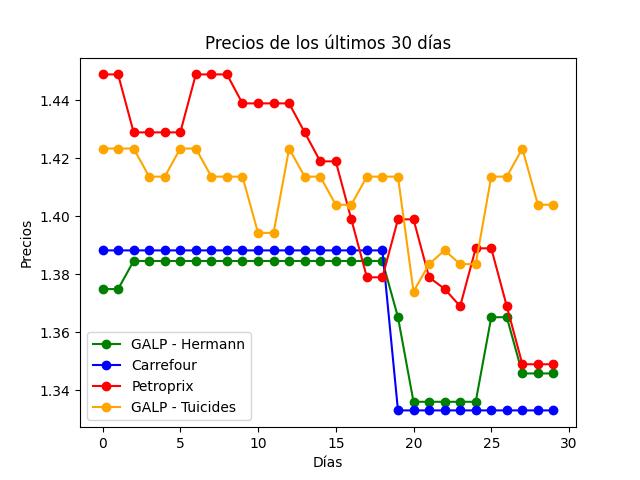 Precios de los últimos 30 días
1.44
1.42
1.40
1.38
1.36
1.34
Precios
GALP - Hermann
Carrefour
Petroprix
GALP - Tuicides
0 5 10 15 20 25 30
Días